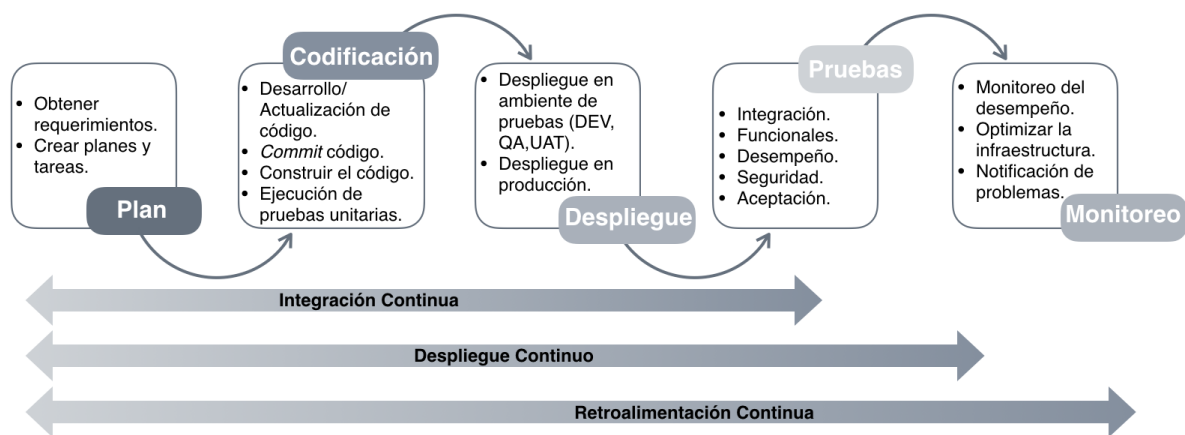 • Obtener
requerimientos.
• Crear planes y
tareas.
Plan
Codificación
• Desarrollo/
Actualización de
código.
• Commit código.
• Construir el código.
• Ejecución de
pruebas unitarias.
• Despliegue en
ambiente de
pruebas (DEV,
QA,UAT).
• Despliegue en
producción.
Despliegue
Pruebas
• Integración.
• Funcionales.
• Desempeño.
• Seguridad.
• Aceptación.
• Monitoreo del
desempeño.
• Optimizar la
infraestructura.
• Notificación de
problemas.
Monitoreo
Integración Continua
Despliegue Continuo
Retroalimentación Continua